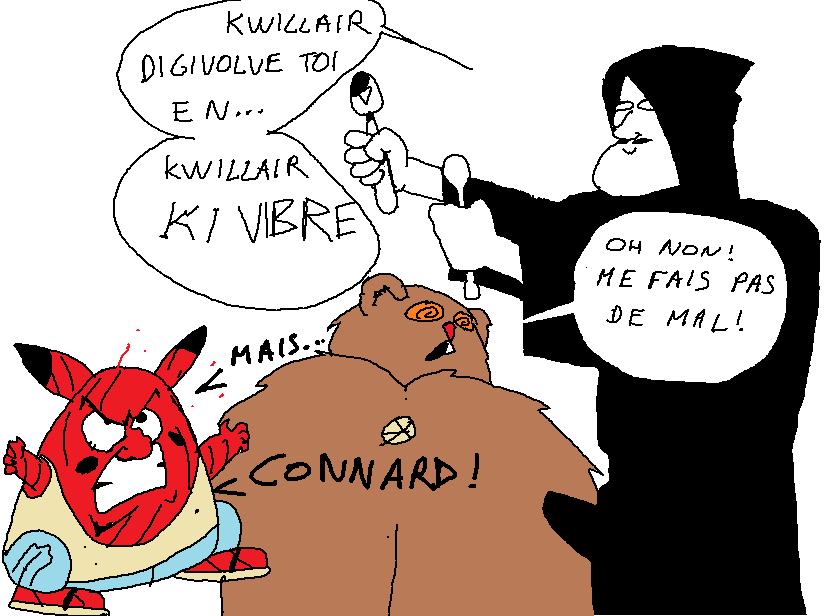 KWILLAIR
DIGIVOLVE TOI
EN...
KWILLAIR
KI VIBRE
OH NON!
ME FAIS PAS
DE MAL!
MAIS...
CONNARD!